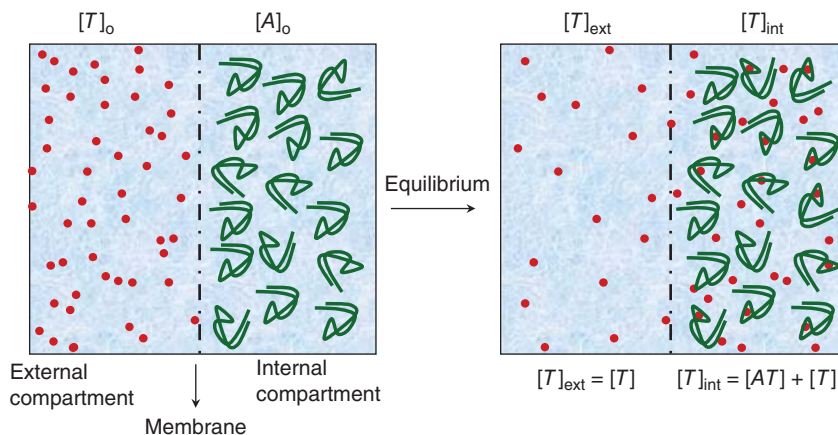 [T]o [A]o
[T]ext [T]int
Equilibrium
External
compartment
Internal
compartment
Membrane
[T]ext = [T] [T]int = [AT] + [T]